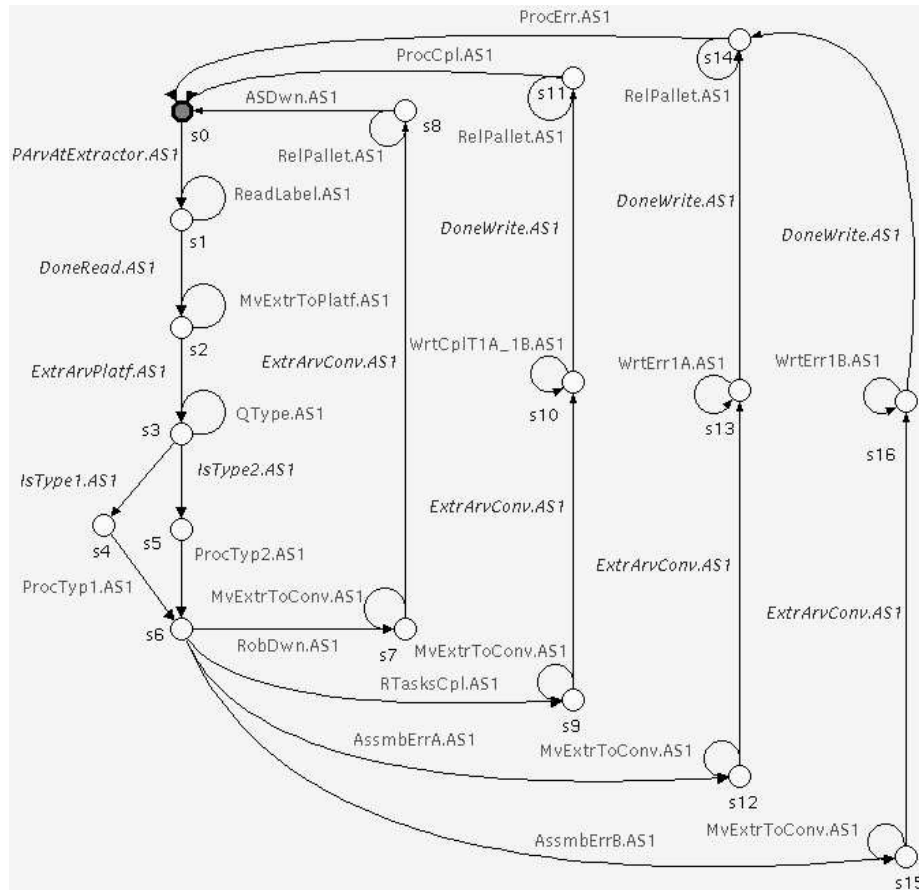 ProcErr.AS1
s14
ProcCpl.AS1
s11
RelPallet.AS1
ASDwn.AS1
s0
s8
RelPallet.AS1
RelPallet.AS1
PArvAtExtractor.AS1
ReadLabel.AS1
s1
DoneWrite.AS1
DoneWrite.AS1
DoneWrite.AS1
DoneRead.AS1
MvExtrToPlatf.AS1
s2
WrtCplT1A_1B.AS1
WrtErr1A.AS1
WrtErr1B.AS1
ExtrArvPlatf.AS1
ExtrArvConv.AS1
QType.AS1
s3
s10
s13
s16
IsType1.AS1
IsType2.AS1
ExtrArvConv.AS1
s4
s5
ProcTyp2.AS1
ExtrArvConv.AS1
ProcTyp1.AS1
MvExtrToConv.AS1
ExtrArvConv.AS1
s6
RobDwn.AS1
s7
MvExtrToConv.AS1
RTasksCpl.AS1
s9
AssmbErrA.AS1
MvExtrToConv.AS1
s12
AssmbErrB.AS1
MvExtrToConv.AS1
s15